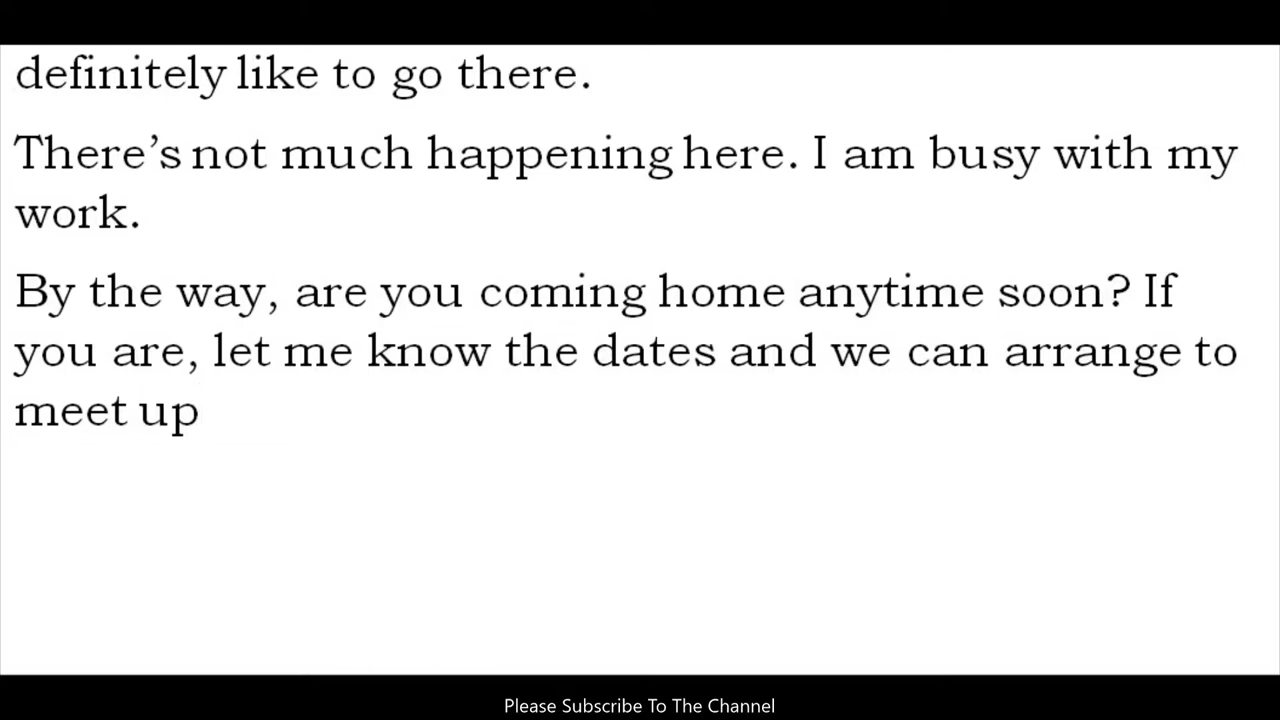 definitely like to go there.
There’s not much happening here. I am busy with my
work.
By the way, are you coming home anytime soon? If
you are, let me know the dates and we can arrange to
meet up
Please Subscribe To The Channel